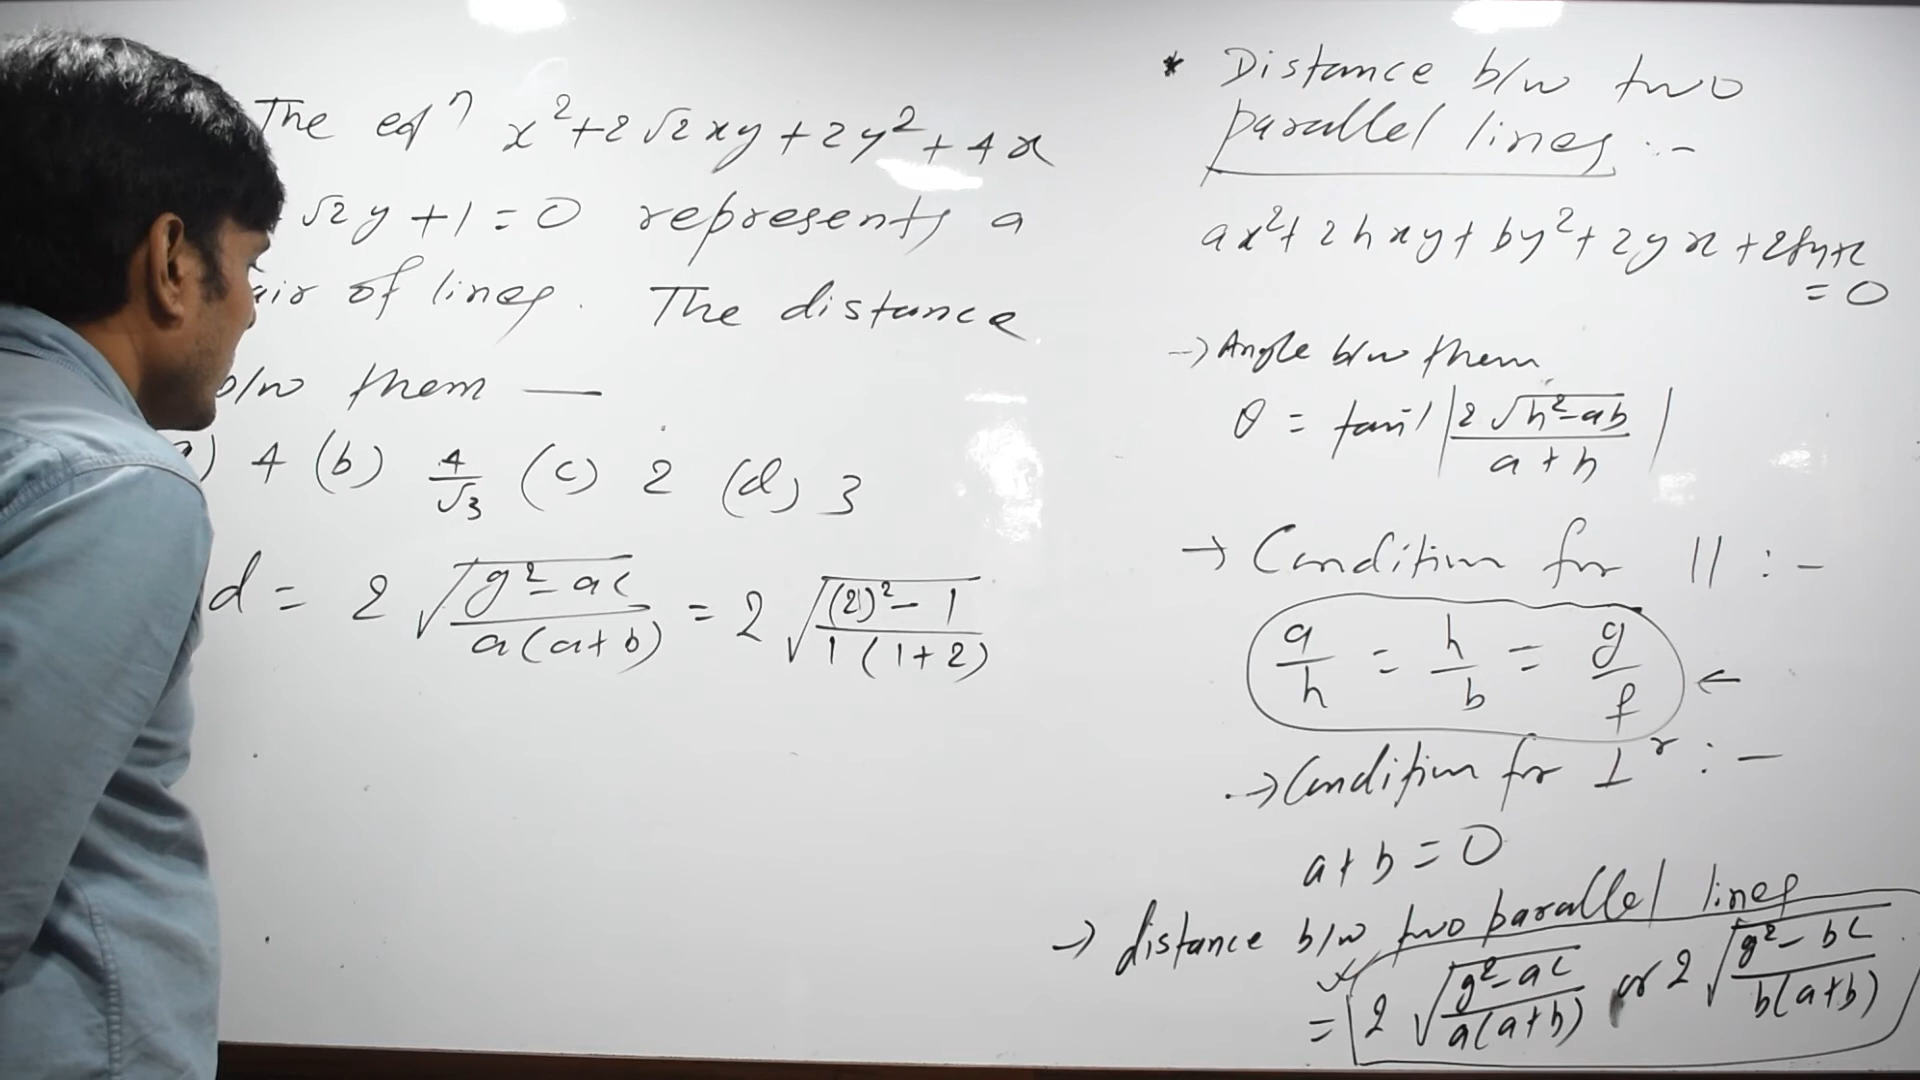 The eqⁿ x²+2√2xy+2y²+4x
√2y+1=0 represents a
air of lines. The distance
b/w them —
) 4 (b) 4/√3 (c) 2 (d) 3
d = 2 √(g²-ac / a(a+b)) = 2 √((2)²-1 / 1(1+2))
* Distance b/w two
parallel lines :-
ax²+2hxy+by²+2gx+2fy+c
=0
→ Angle b/w them
θ = tan⁻¹ |2√(h²-ab) / a+b|
→ Condition for || :-
a/h = h/b = g/f ←
→ Condition for ⊥ʳ :-
a+b=0
→ distance b/w two parallel lines
= 2 √(g²-ac / a(a+b)) or 2 √(g²-bc / b(a+b))